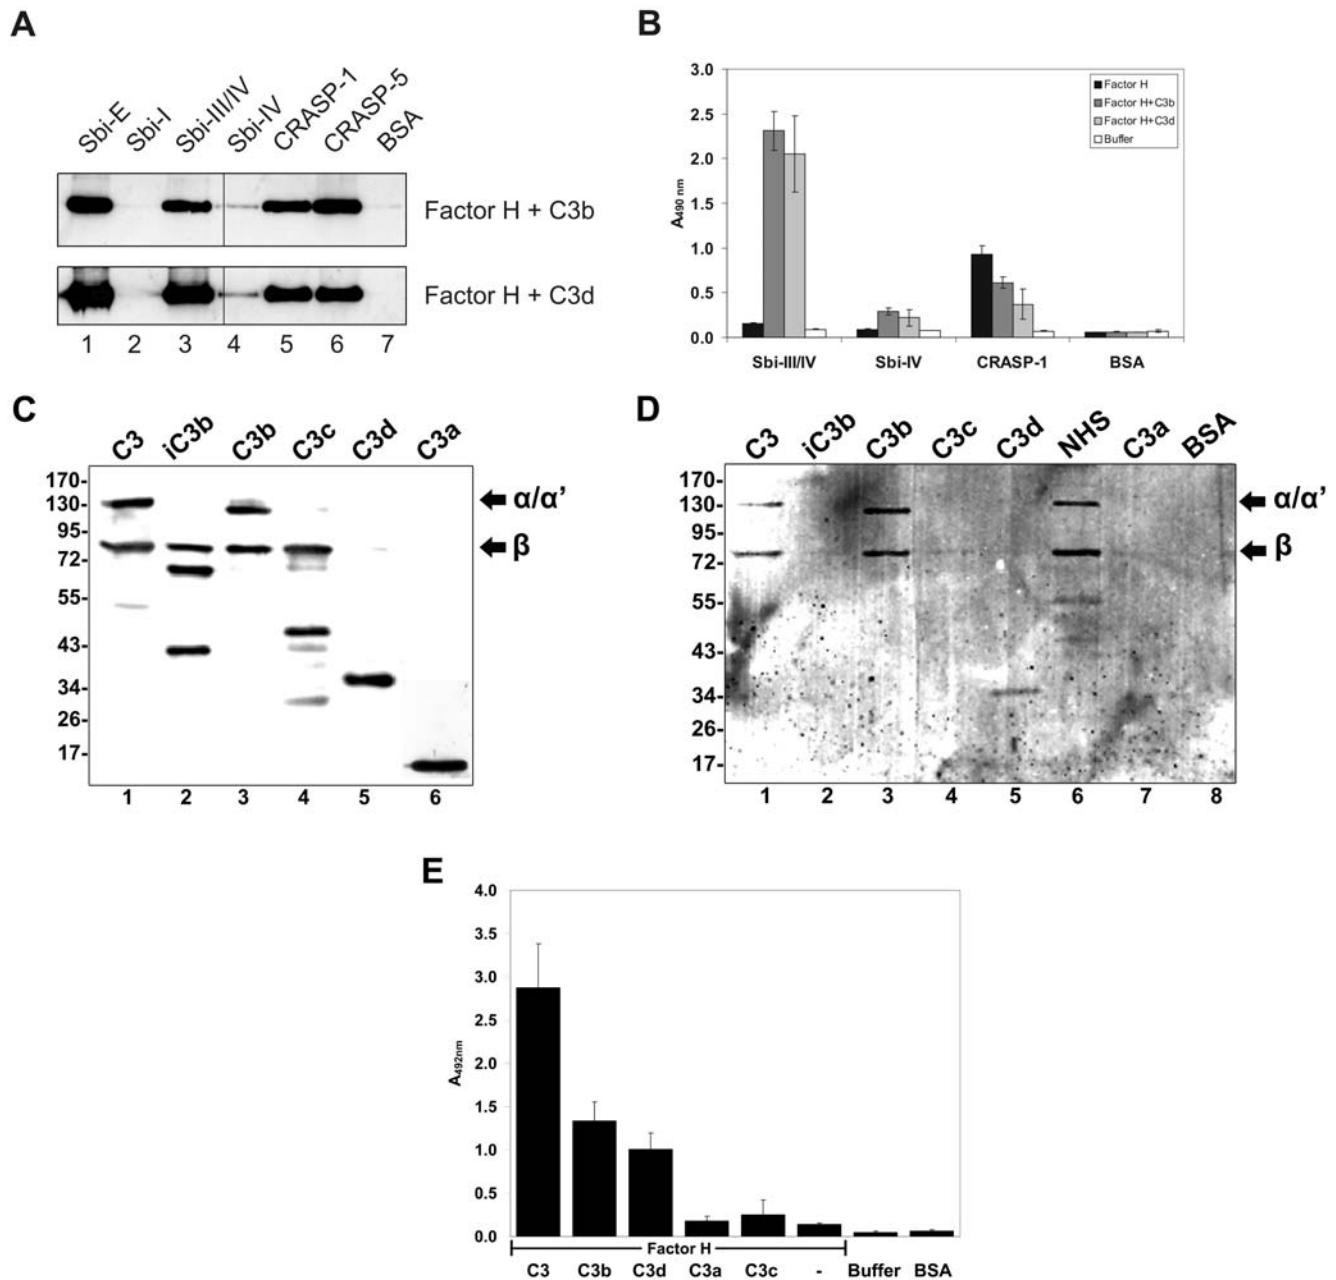 A
Sbi-E Sbi-I Sbi-III/IV Sbi-IV CRASP-1 CRASP-5 BSA
Factor H + C3b
Factor H + C3d
1 2 3 4 5 6 7
B
3.0
2.5
2.0
1.5
1.0
0.5
0.0
A490 nm
Factor H
Factor H+C3b
Factor H+C3d
Buffer
Sbi-III/IV Sbi-IV CRASP-1 BSA
C
C3 iC3b C3b C3c C3d C3a
170-
130-
95-
72-
55-
43-
34-
26-
17-
α/α’
β
1 2 3 4 5 6
D
C3 iC3b C3b C3c C3d NHS C3a BSA
170-
130-
95-
72-
55-
43-
34-
26-
17-
α/α’
β
1 2 3 4 5 6 7 8
E
4.0
3.5
3.0
2.5
2.0
1.5
1.0
0.5
0.0
A492nm
Factor H
C3 C3b C3d C3a C3c - Buffer BSA